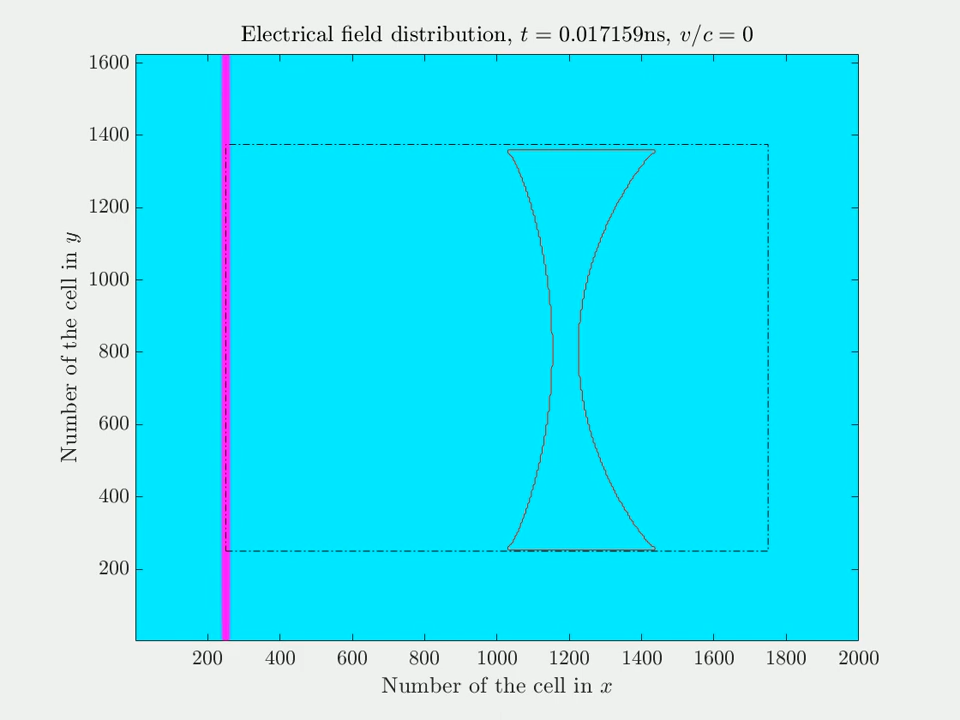 Electrical field distribution, t = 0.017159ns, v/c = 0
1600
1400
1200
1000
800
600
400
200
Number of the cell in y
200 400 600 800 1000 1200 1400 1600 1800 2000
Number of the cell in x